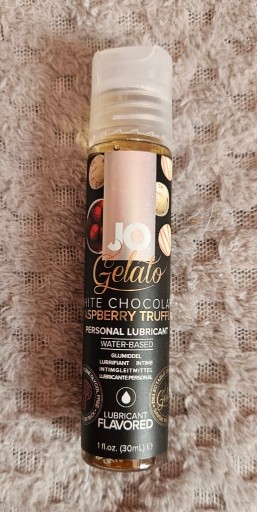 JO
Gelato
HITE CHOCOLA
ASPBERRY TRUFF
PERSONAL LUBRICANT
WATER-BASED
GLIJMIDDEL
LUBRIFIANT INTIME
INTIMGLEITMITTEL
LUBRICANTE PERSONAL
LUBRICANT
FLAVORED
1 fl. oz. (30mL) ℮